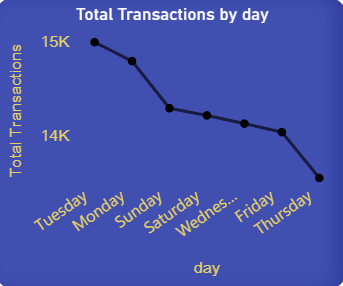 Total Transactions by day
15K
14K
Total Transactions
Tuesday
Monday
Sunday
Saturday
Wednes...
Friday
Thursday
day